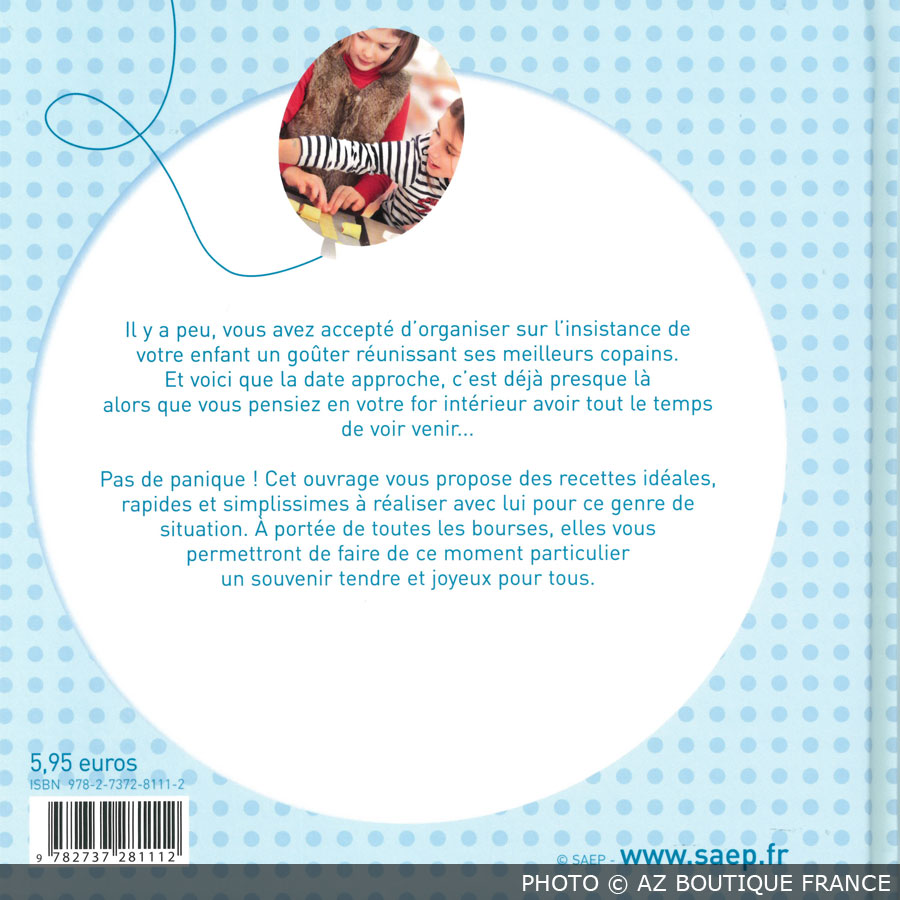 Il y a peu, vous avez accepté d'organiser sur l'insistance de
votre enfant un goûter réunissant ses meilleurs copains.
Et voici que la date approche, c'est déjà presque là
alors que vous pensiez en votre for intérieur avoir tout le temps
de voir venir...
Pas de panique ! Cet ouvrage vous propose des recettes idéales,
rapides et simplissimes à réaliser avec lui pour ce genre de
situation. À portée de toutes les bourses, elles vous
permettront de faire de ce moment particulier
un souvenir tendre et joyeux pour tous.
5,95 euros
ISBN 978-2-7372-8111-2
9 782737 281112
© SAEP - www.saep.fr
PHOTO © AZ BOUTIQUE FRANCE